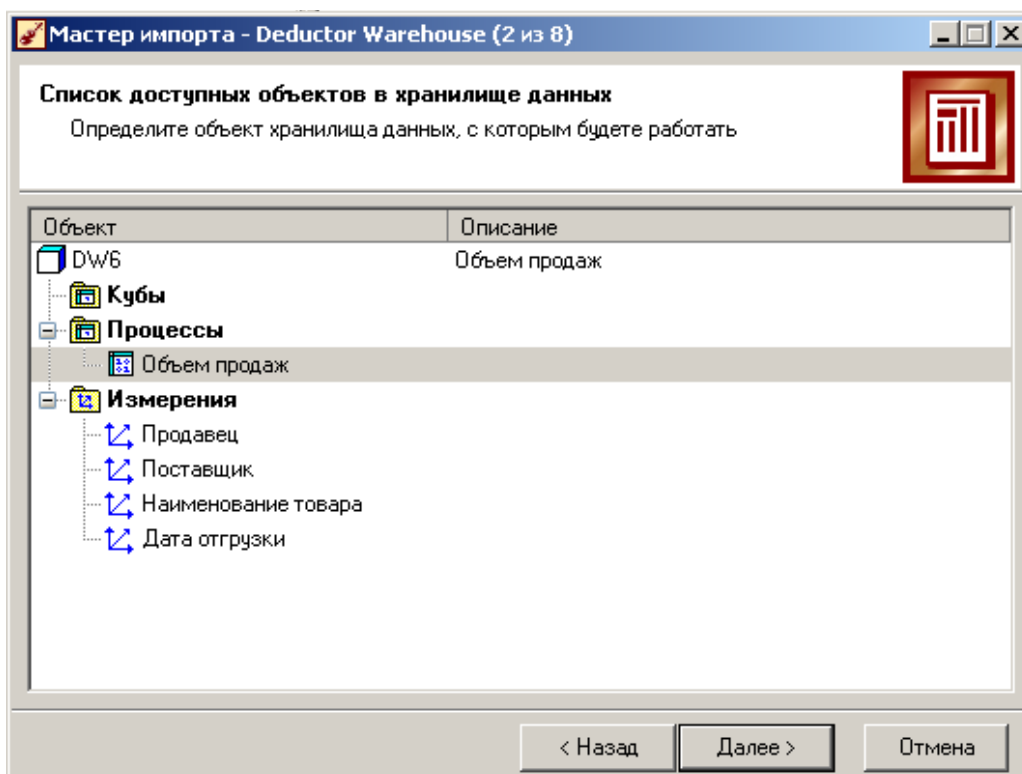 Мастер импорта - Deductor Warehouse (2 из 8)
Список доступных объектов в хранилище данных
Определите объект хранилища данных, с которым будете работать
Объект Описание
DW6 Объем продаж
Кубы
Процессы
Объем продаж
Измерения
Продавец
Поставщик
Наименование товара
Дата отгрузки
< Назад Далее > Отмена